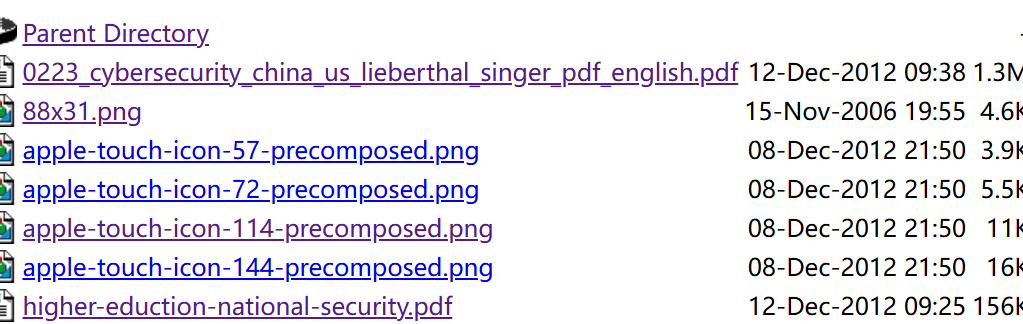 Parent Directory -
0223_cybersecurity_china_us_lieberthal_singer_pdf_english.pdf 12-Dec-2012 09:38 1.3M
88x31.png 15-Nov-2006 19:55 4.6K
apple-touch-icon-57-precomposed.png 08-Dec-2012 21:50 3.9K
apple-touch-icon-72-precomposed.png 08-Dec-2012 21:50 5.5K
apple-touch-icon-114-precomposed.png 08-Dec-2012 21:50 11K
apple-touch-icon-144-precomposed.png 08-Dec-2012 21:50 16K
higher-eduction-national-security.pdf 12-Dec-2012 09:25 156K